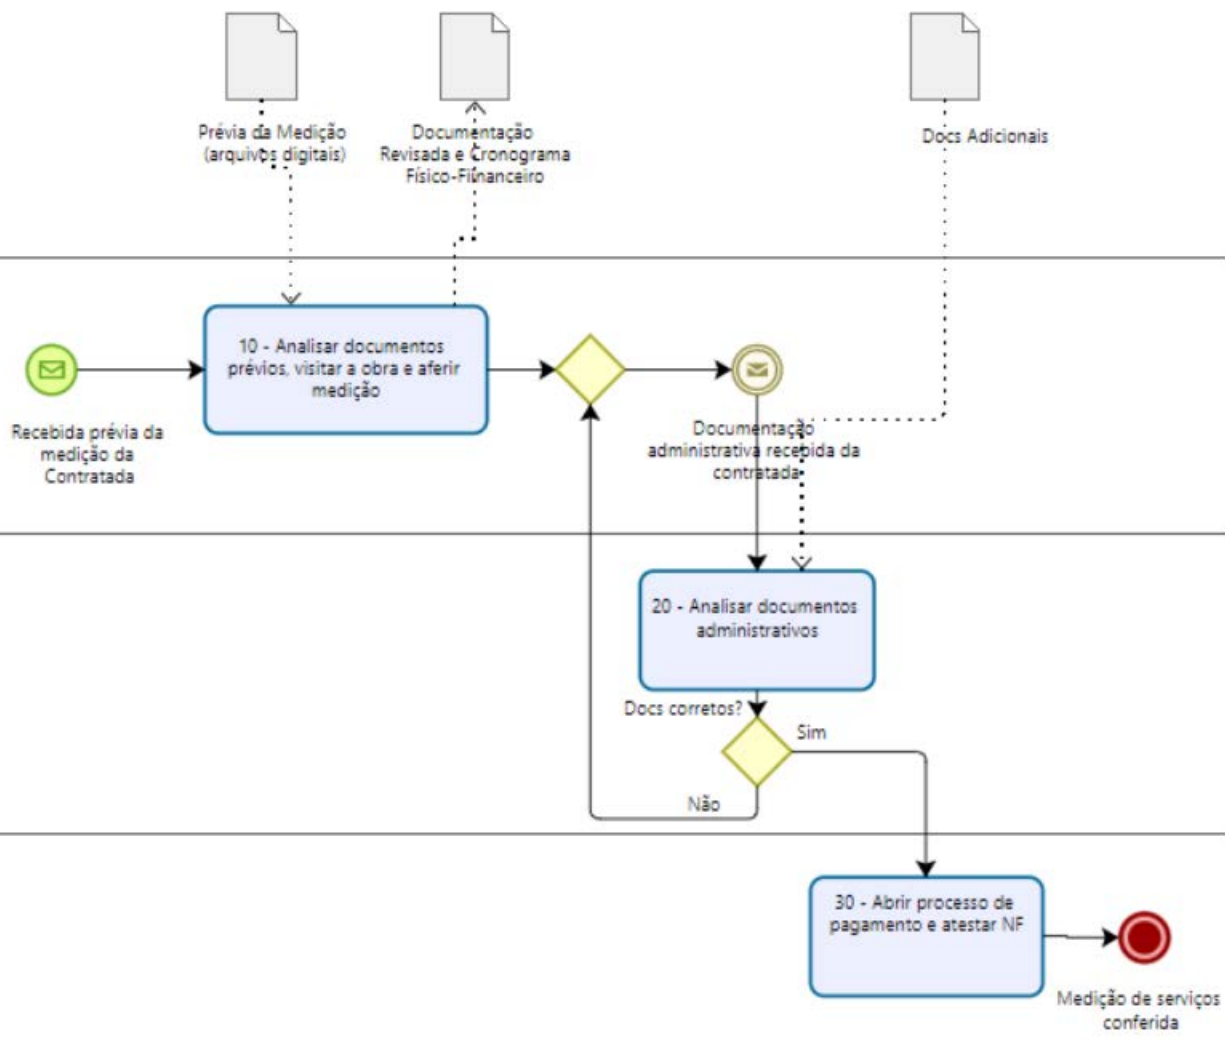 Prévia da Medição
(arquivos digitais)
Documentação
Revisada e Cronograma
Físico-Fiinanceiro
Docs Adicionais
10 - Analisar documentos
prévios, visitar a obra e aferir
medição
Recebida prévia da
medição da
Contratada
Documentação
administrativa recebida da
contratada
20 - Analisar documentos
administrativos
Docs corretos?
Sim
Não
30 - Abrir processo de
pagamento e atestar NF
Medição de serviços
conferida